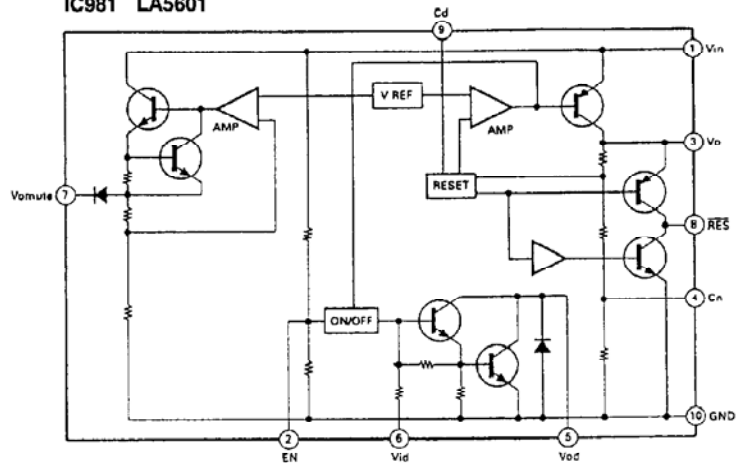 IC981 LA5601
Cd
9
1 Vin
V REF
AMP
AMP
3 Vo
RESET
Vomute 7
8 RES
4 Cn
ON/OFF
10 GND
2
6
5
EN
Vid
Vod